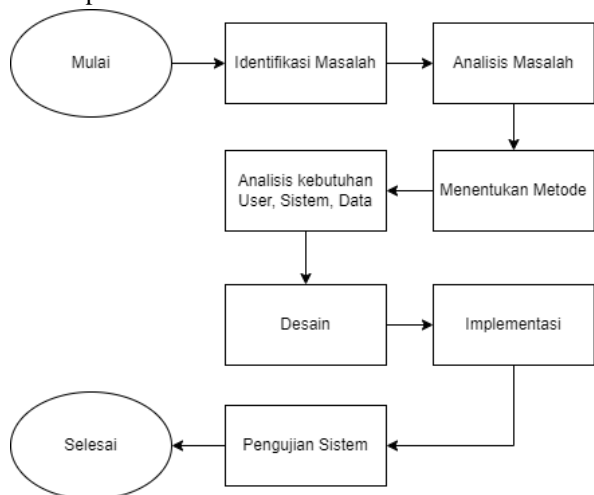 Mulai
Identifikasi Masalah
Analisis Masalah
Menentukan Metode
Analisis kebutuhan
User, Sistem, Data
Desain
Implementasi
Pengujian Sistem
Selesai